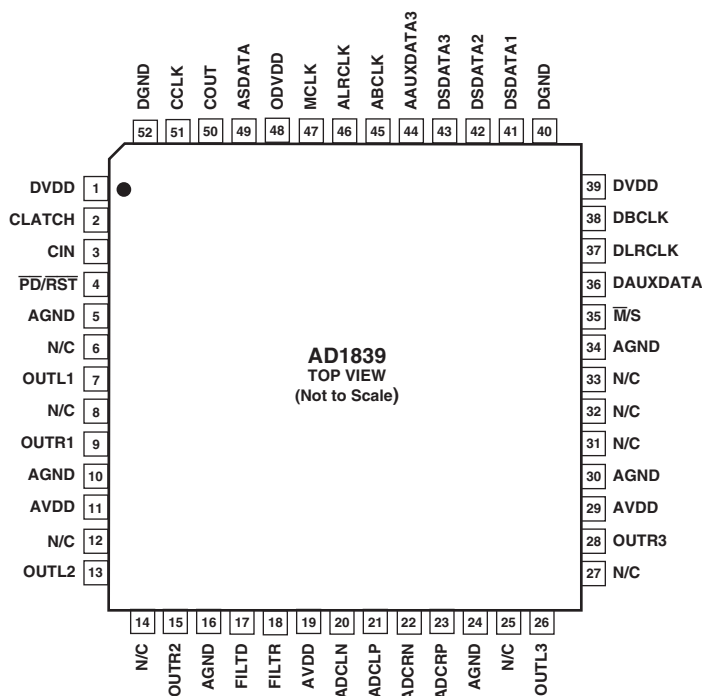 DGND
CCLK
COUT
ASDATA
ODVDD
MCLK
ALRCLK
ABCLK
AAUXDATA3
DSDATA3
DSDATA2
DSDATA1
DGND
52 51 50 49 48 47 46 45 44 43 42 41 40
DVDD 1
CLATCH 2
CIN 3
PD/RST 4
AGND 5
N/C 6
OUTL1 7
N/C 8
OUTR1 9
AGND 10
AVDD 11
N/C 12
OUTL2 13
AD1839
TOP VIEW
(Not to Scale)
39 DVDD
38 DBCLK
37 DLRCLK
36 DAUXDATA
35 M/S
34 AGND
33 N/C
32 N/C
31 N/C
30 AGND
29 AVDD
28 OUTR3
27 N/C
14 15 16 17 18 19 20 21 22 23 24 25 26
N/C
OUTR2
AGND
FILTD
FILTR
AVDD
ADCLN
ADCLP
ADCRN
ADCRP
AGND
N/C
OUTL3